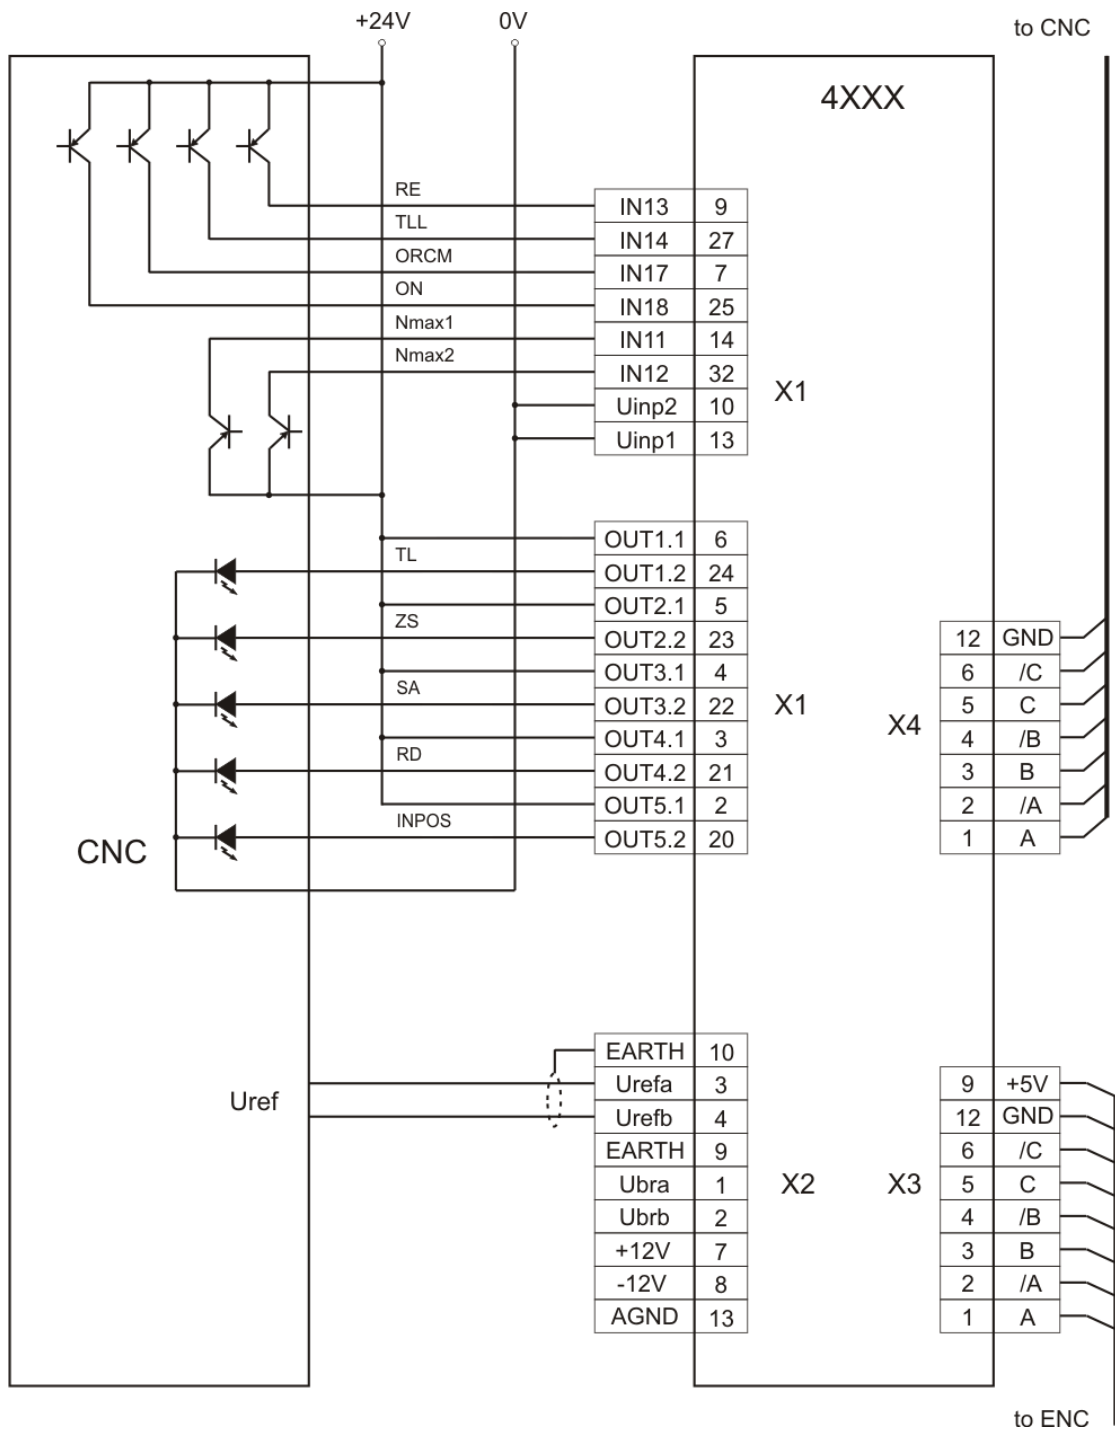 +24V 0V
to CNC
4XXX
RE
IN13 9
TLL
IN14 27
ORCM
IN17 7
ON
IN18 25
Nmax1
IN11 14
Nmax2
IN12 32
X1
Uinp2 10
Uinp1 13
OUT1.1 6
TL
OUT1.2 24
OUT2.1 5
ZS
OUT2.2 23
OUT3.1 4
SA
OUT3.2 22
X1
OUT4.1 3
RD
OUT4.2 21
OUT5.1 2
INPOS
OUT5.2 20
CNC
X4
12 GND
6 /C
5 C
4 /B
3 B
2 /A
1 A
Uref
EARTH 10
Urefa 3
Urefb 4
EARTH 9
Ubra 1
Ubrb 2
+12V 7
-12V 8
AGND 13
X2
X3
9 +5V
12 GND
6 /C
5 C
4 /B
3 B
2 /A
1 A
to ENC